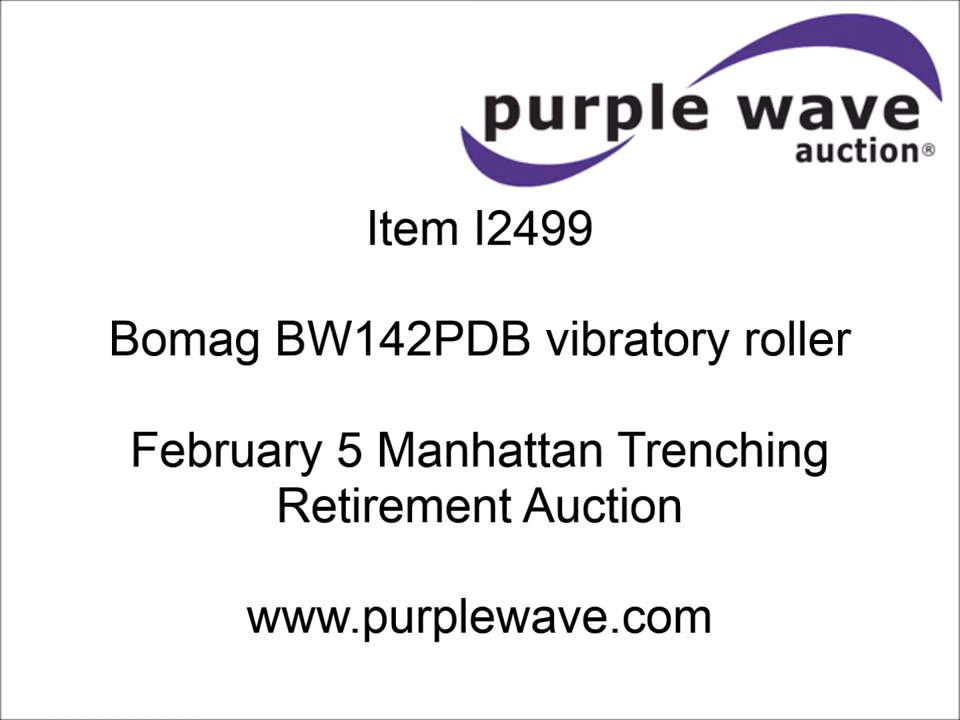 purple wave
auction®
Item I2499
Bomag BW142PDB vibratory roller
February 5 Manhattan Trenching
Retirement Auction
www.purplewave.com